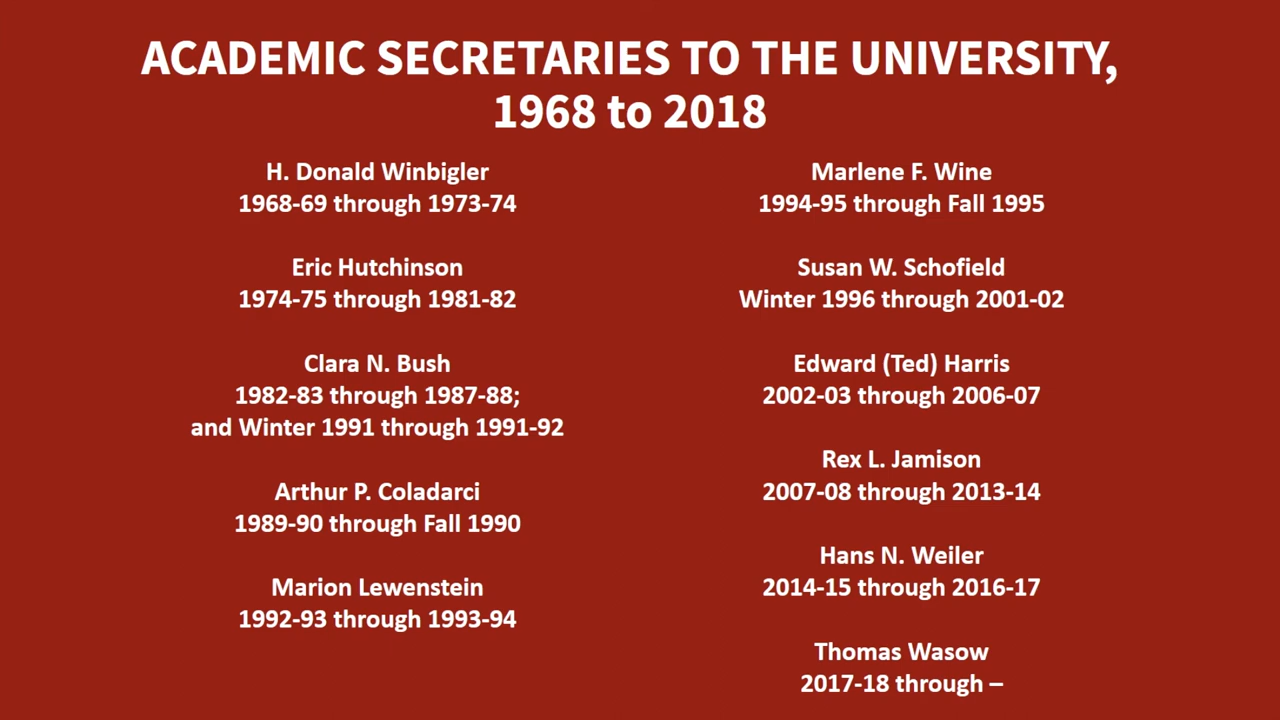 ACADEMIC SECRETARIES TO THE UNIVERSITY,
1968 to 2018
H. Donald Winbigler
1968-69 through 1973-74
Eric Hutchinson
1974-75 through 1981-82
Clara N. Bush
1982-83 through 1987-88;
and Winter 1991 through 1991-92
Arthur P. Coladarci
1989-90 through Fall 1990
Marion Lewenstein
1992-93 through 1993-94
Marlene F. Wine
1994-95 through Fall 1995
Susan W. Schofield
Winter 1996 through 2001-02
Edward (Ted) Harris
2002-03 through 2006-07
Rex L. Jamison
2007-08 through 2013-14
Hans N. Weiler
2014-15 through 2016-17
Thomas Wasow
2017-18 through –